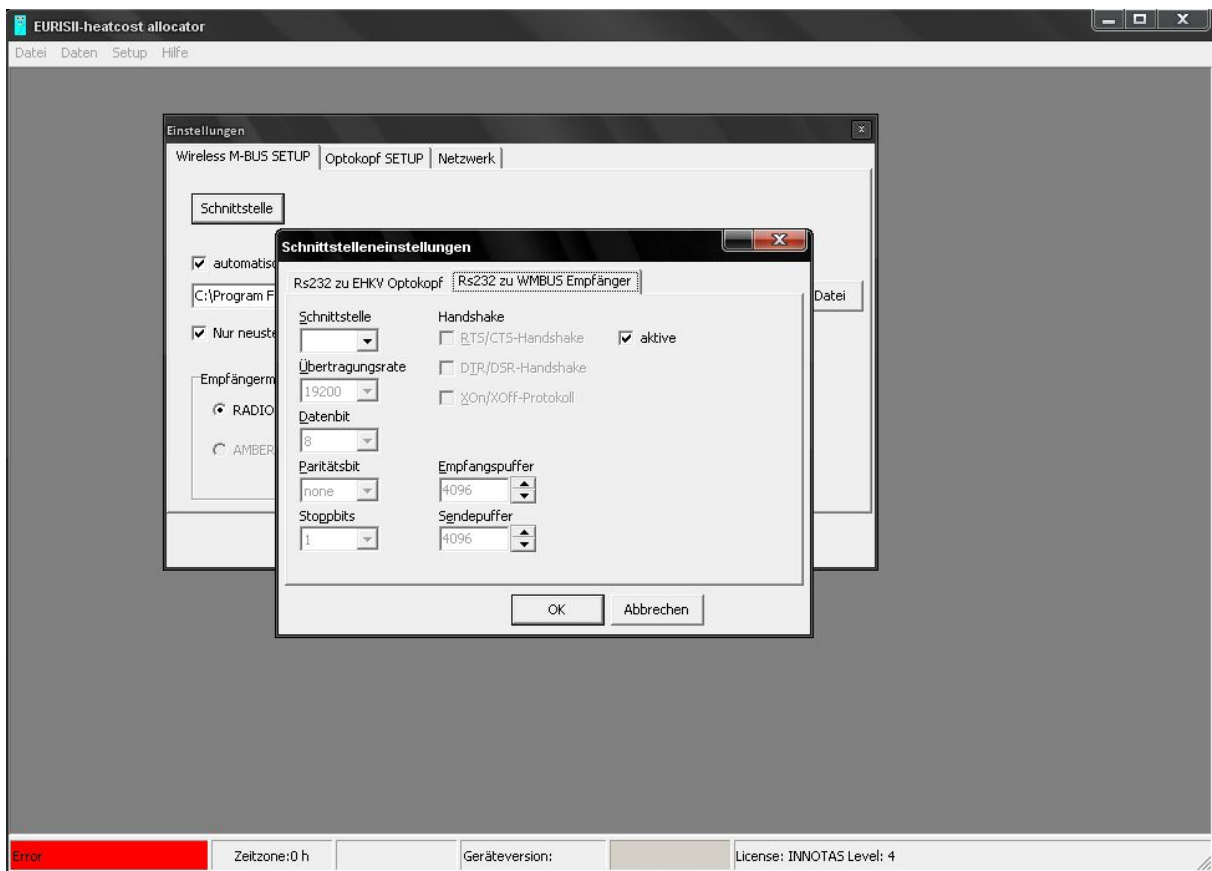 EURISII-heatcost allocator
Datei Daten Setup Hilfe
Einstellungen
Wireless M-BUS SETUP Optokopf SETUP Netzwerk
Schnittstelle
Schnittstelleneinstellungen
automatisc
Rs232 zu EHKV Optokopf Rs232 zu WMBUS Empfänger
C:\Program F
Datei
Schnittstelle Handshake
Nur neuste
RTS/CTS-Handshake aktive
Übertragungsrate
DTR/DSR-Handshake
Empfängerm
19200
XOn/XOff-Protokoll
RADIO
Datenbit
8
AMBER
Paritätsbit Empfangspuffer
none 4096
Stoppbits Sendepuffer
1 4096
OK Abbrechen
Error Zeitzone:0 h Geräteversion: License: INNOTAS Level: 4